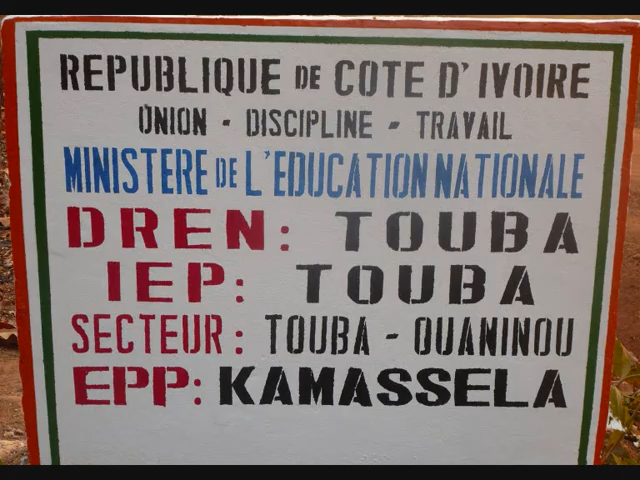 REPUBLIQUE DE COTE D'IVOIRE
UNION - DISCIPLINE - TRAVAIL
MINISTERE DE L'EDUCATION NATIONALE
DREN: TOUBA
IEP: TOUBA
SECTEUR: TOUBA - OUANINOU
EPP: KAMASSELA